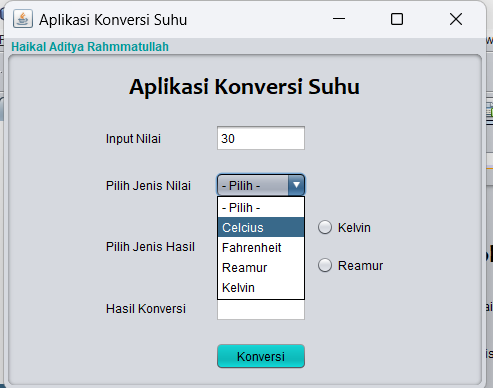 Aplikasi Konversi Suhu
Haikal Aditya Rahmmatullah
Aplikasi Konversi Suhu
Input Nilai
30
Pilih Jenis Nilai
- Pilih -
- Pilih -
Celcius
Fahrenheit
Reamur
Kelvin
Pilih Jenis Hasil
Kelvin
Reamur
Hasil Konversi
Konversi